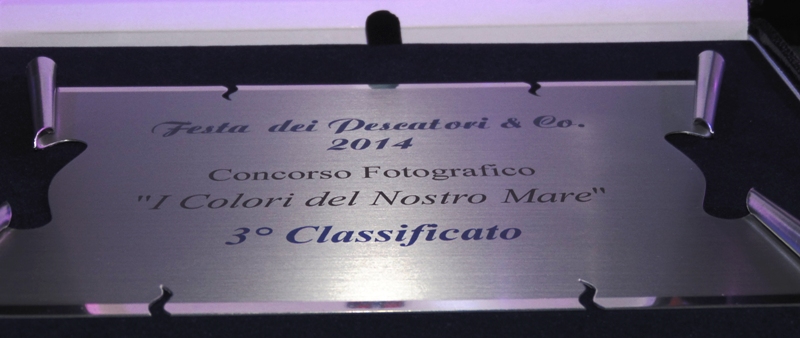 Festa dei Pescatori & Co.
2014
Concorso Fotografico
"I Colori del Nostro Mare"
3° Classificato